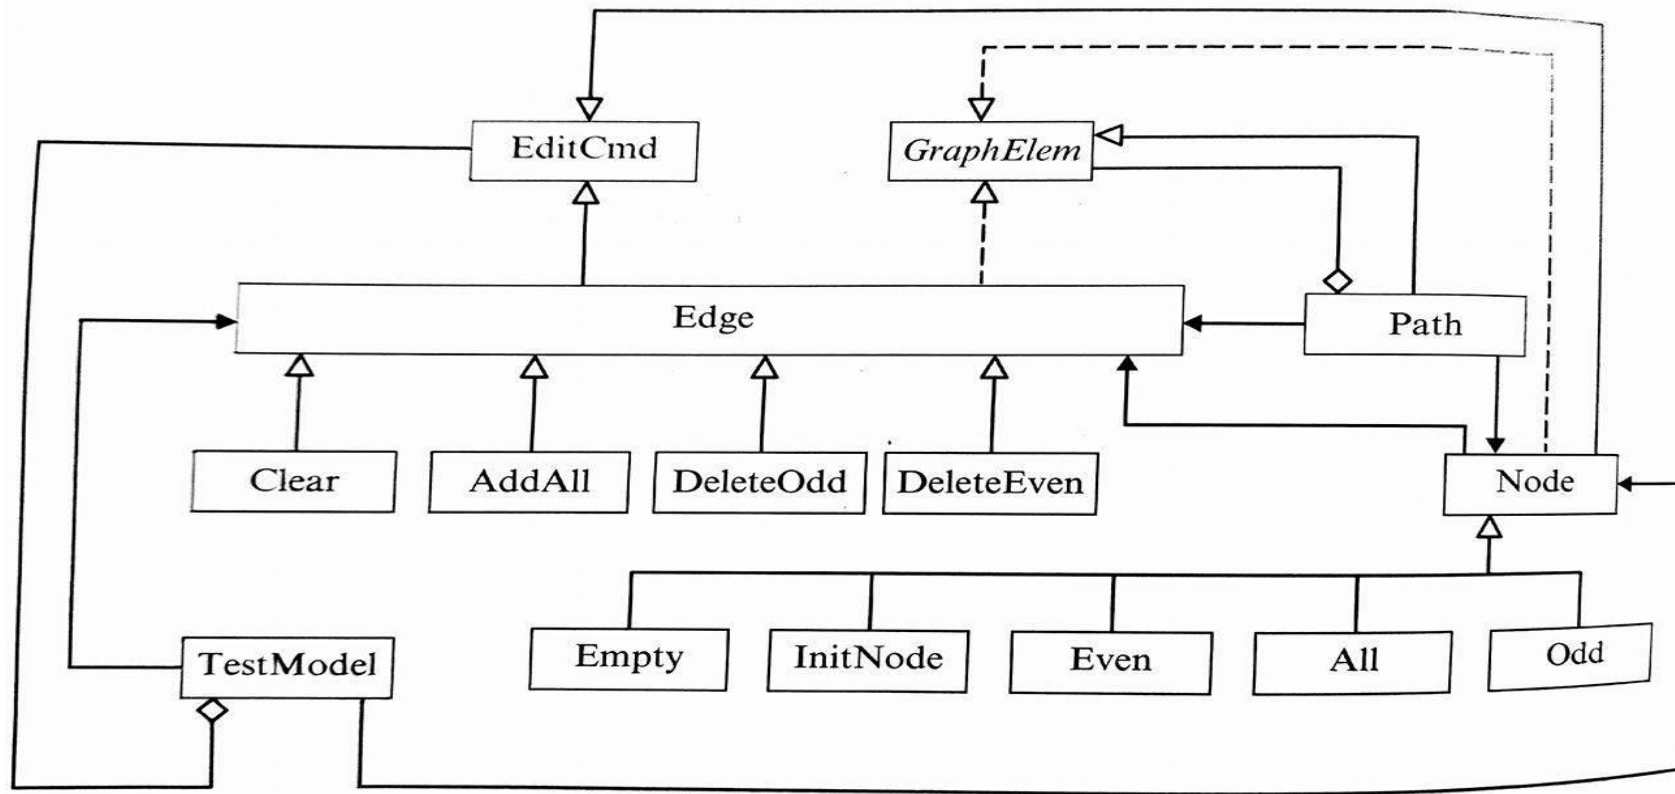 EditCmd
GraphElem
Edge
Path
Clear
AddAll
DeleteOdd
DeleteEven
Node
TestModel
Empty
InitNode
Even
All
Odd